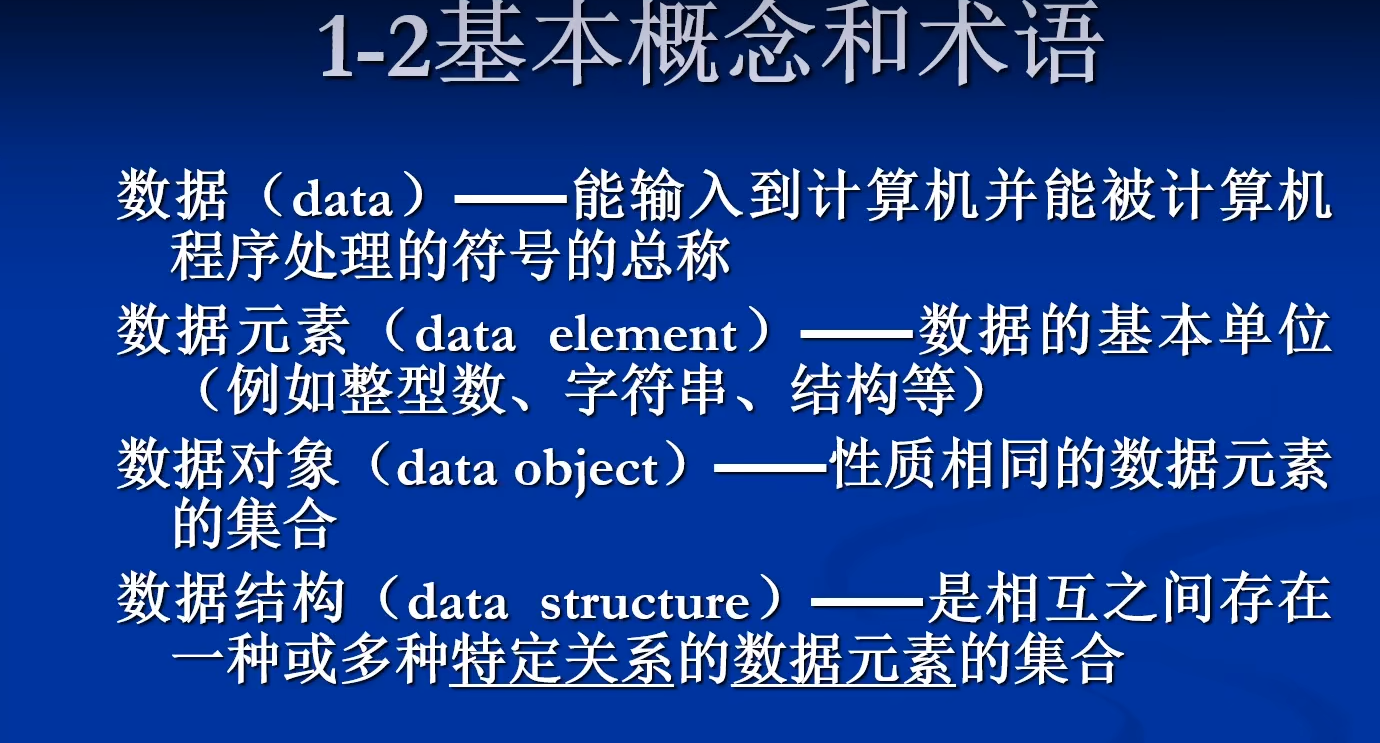 1-2基本概念和术语
数据（data）——能输入到计算机并能被计算机
程序处理的符号的总称
数据元素（data element）——数据的基本单位
（例如整型数、字符串、结构等）
数据对象（data object）——性质相同的数据元素
的集合
数据结构（data structure）——是相互之间存在
一种或多种特定关系的数据元素的集合